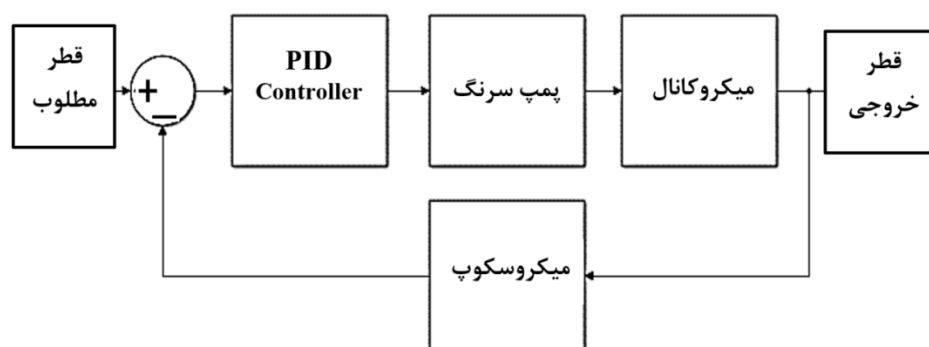 قطر
مطلوب
+
−
PID
Controller
پمپ سرنگ
میکروکانال
قطر
خروجی
میکروسکوپ